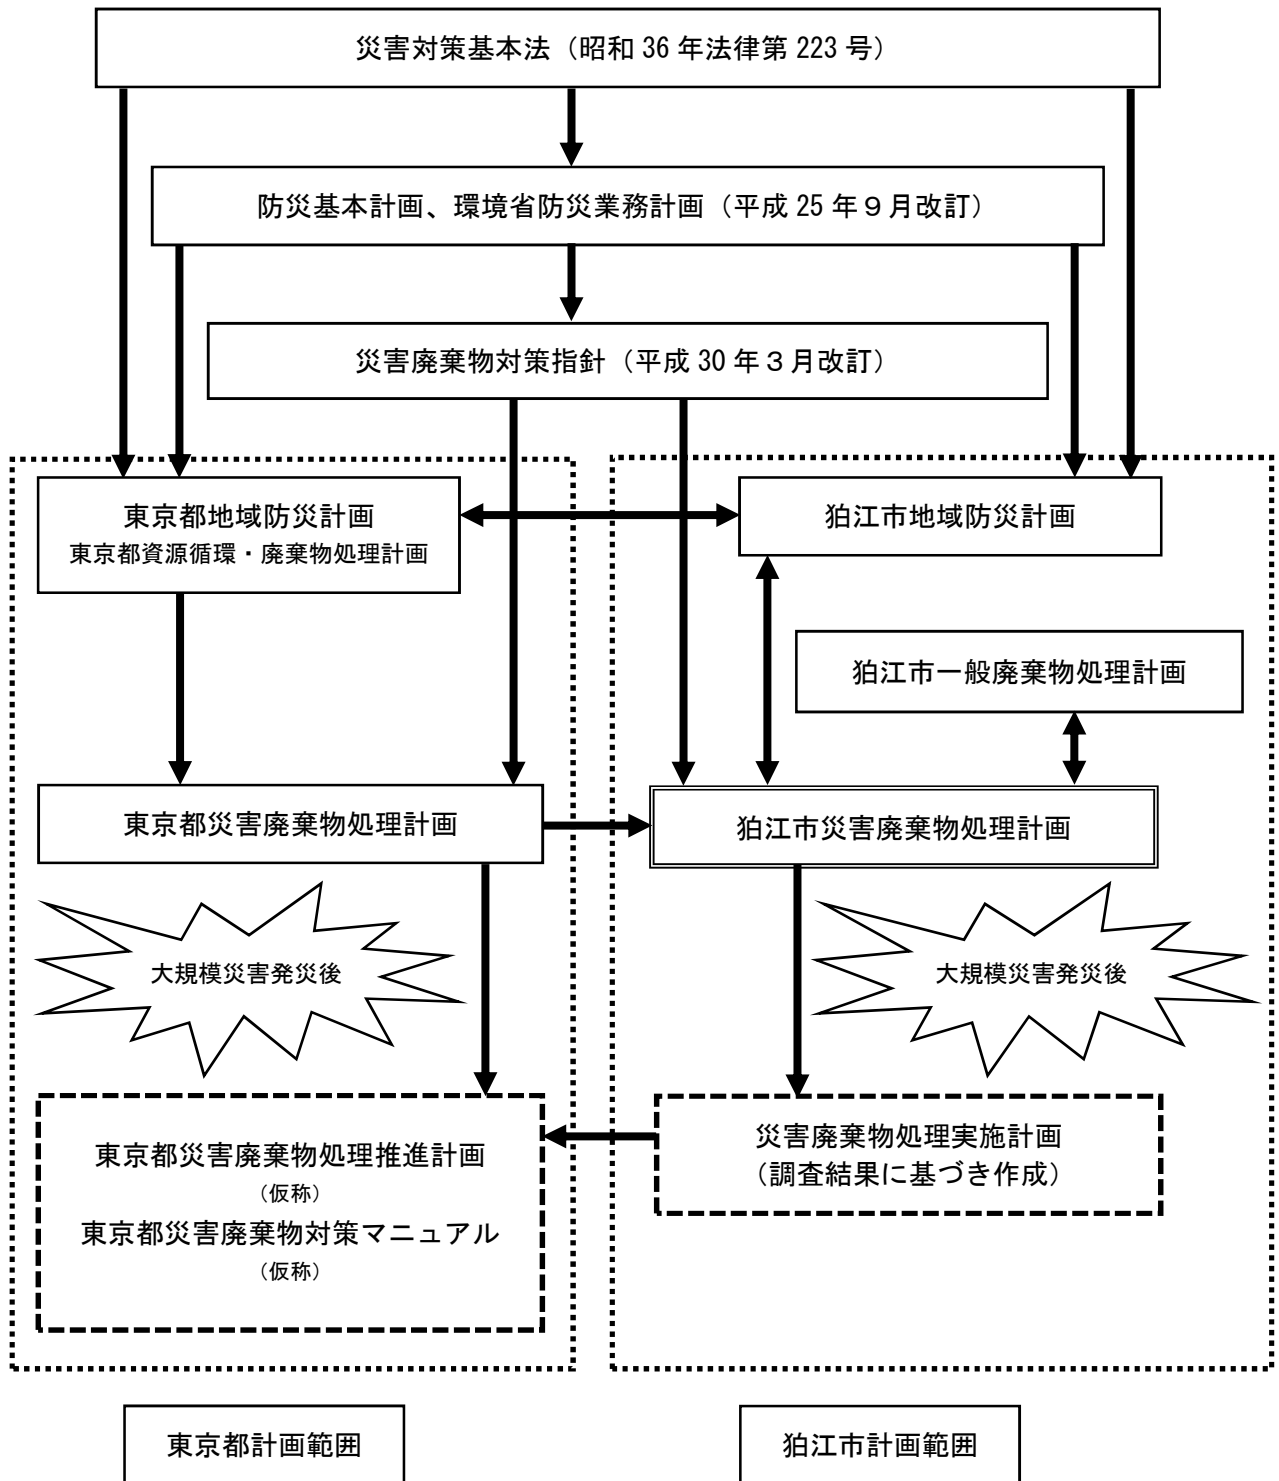 災害対策基本法（昭和 36 年法律第 223 号）
防災基本計画、環境省防災業務計画（平成 25 年９月改訂）
災害廃棄物対策指針（平成 30 年３月改訂）
東京都地域防災計画
東京都資源循環・廃棄物処理計画
狛江市地域防災計画
狛江市一般廃棄物処理計画
東京都災害廃棄物処理計画
狛江市災害廃棄物処理計画
大規模災害発災後
大規模災害発災後
東京都災害廃棄物処理推進計画
（仮称）
東京都災害廃棄物対策マニュアル
（仮称）
災害廃棄物処理実施計画
（調査結果に基づき作成）
東京都計画範囲
狛江市計画範囲